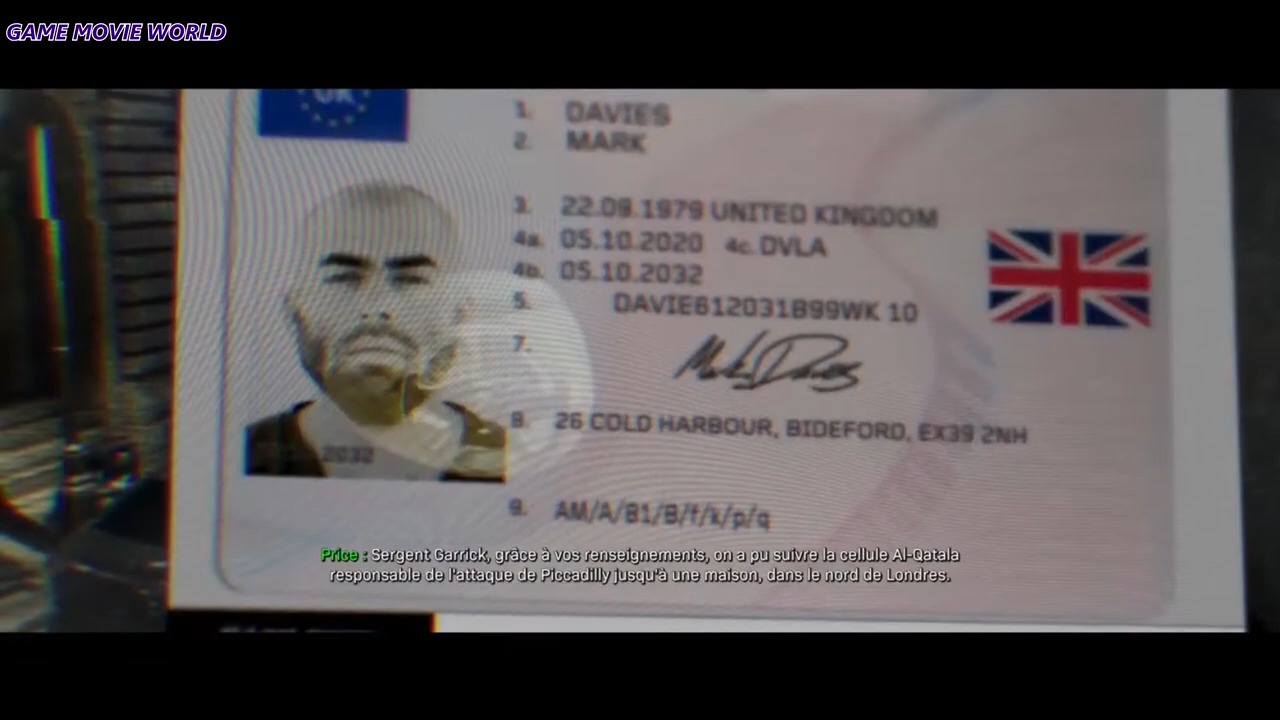 GAME MOVIE WORLD
UK
1. DAVIES
2. MARK
3. 22.09.1979 UNITED KINGDOM
4a. 05.10.2020 4c. DVLA
4b. 05.10.2032
5. DAVIE612031B99WK 10
7. Mark Davies
8. 26 COLD HARBOUR, BIDEFORD, EX39 2NH
2032
9. AM/A/B1/B/f/k/p/q
Price : Sergent Garrick, grâce à vos renseignements, on a pu suivre la cellule Al-Qatala
responsable de l'attaque de Piccadilly jusqu'à une maison, dans le nord de Londres.